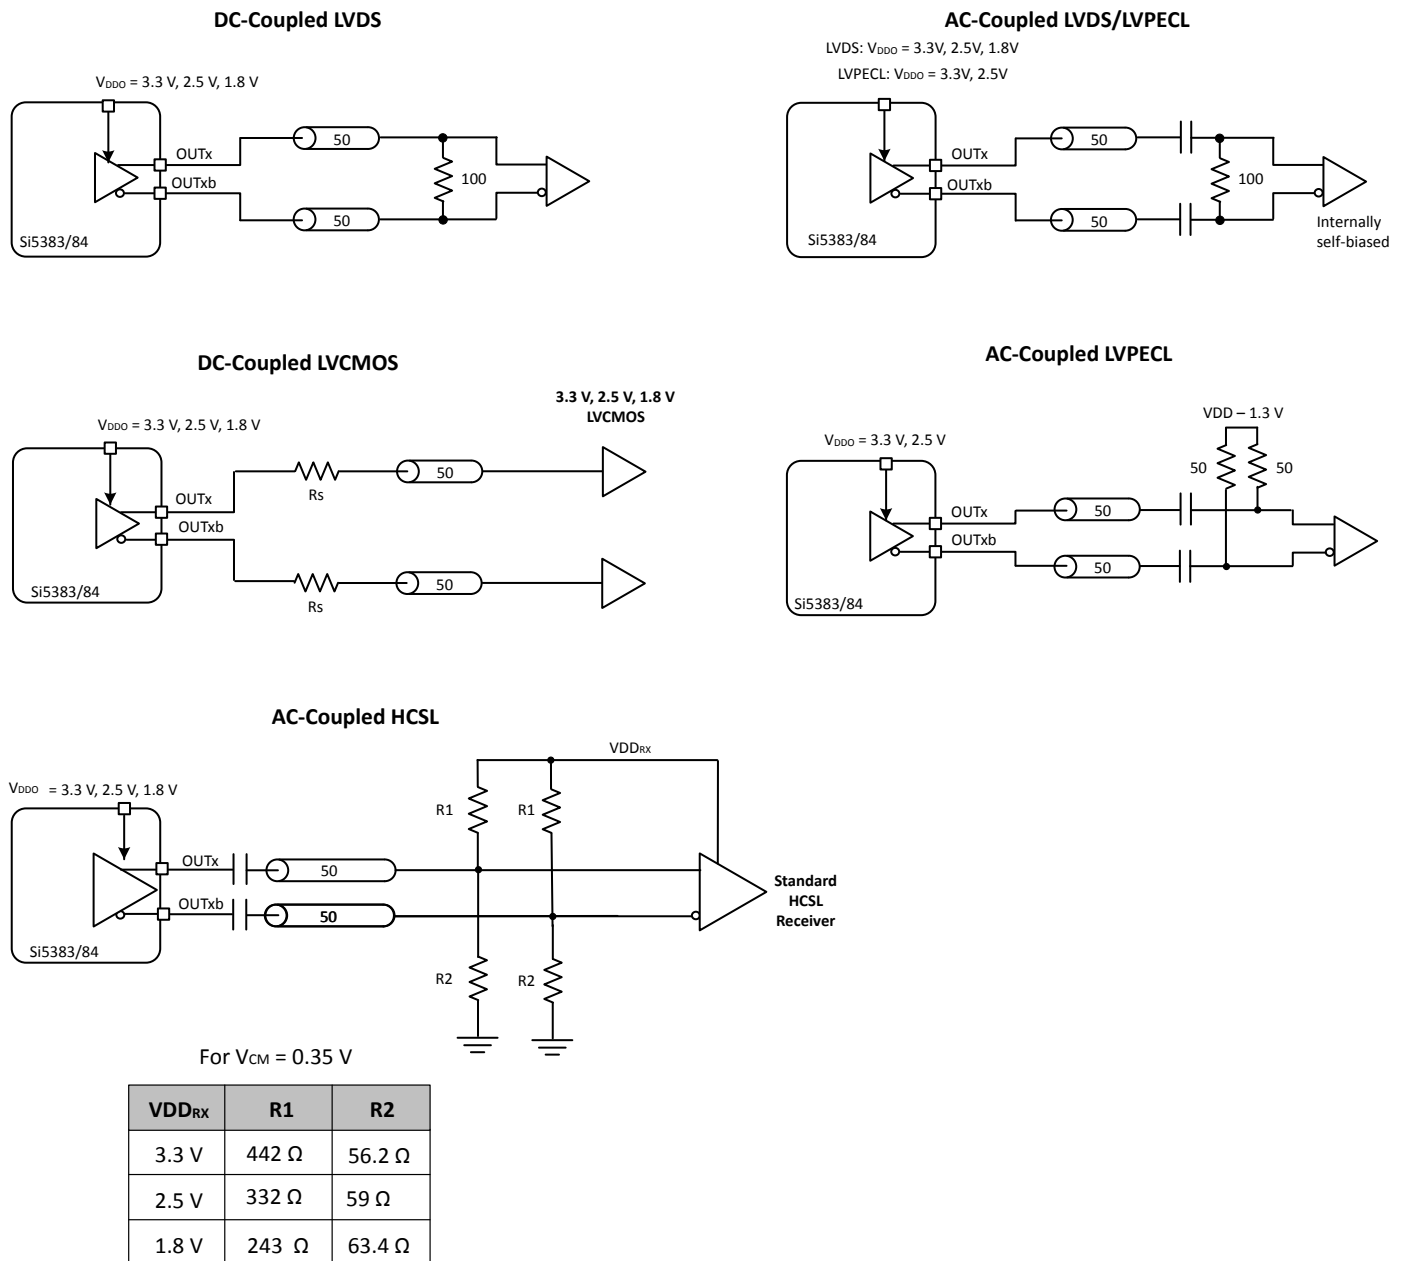 DC-Coupled LVDS
VDDO = 3.3 V, 2.5 V, 1.8 V
OUTx
OUTxb
50
50
100
Si5383/84
AC-Coupled LVDS/LVPECL
LVDS: VDDO = 3.3V, 2.5V, 1.8V
LVPECL: VDDO = 3.3V, 2.5V
OUTx
OUTxb
50
50
100
Si5383/84
Internally
self-biased
DC-Coupled LVCMOS
VDDO = 3.3 V, 2.5 V, 1.8 V
3.3 V, 2.5 V, 1.8 V
LVCMOS
OUTx
OUTxb
Rs
50
Rs
50
Si5383/84
AC-Coupled LVPECL
VDDO = 3.3 V, 2.5 V
VDD – 1.3 V
50
50
OUTx
OUTxb
50
50
Si5383/84
AC-Coupled HCSL
VDDO = 3.3 V, 2.5 V, 1.8 V
VDDRX
R1
R1
OUTx
50
OUTxb
50
Standard
HCSL
Receiver
Si5383/84
R2
R2
For VCM = 0.35 V
VDDRX R1 R2
3.3 V 442 Ω 56.2 Ω
2.5 V 332 Ω 59 Ω
1.8 V 243 Ω 63.4 Ω